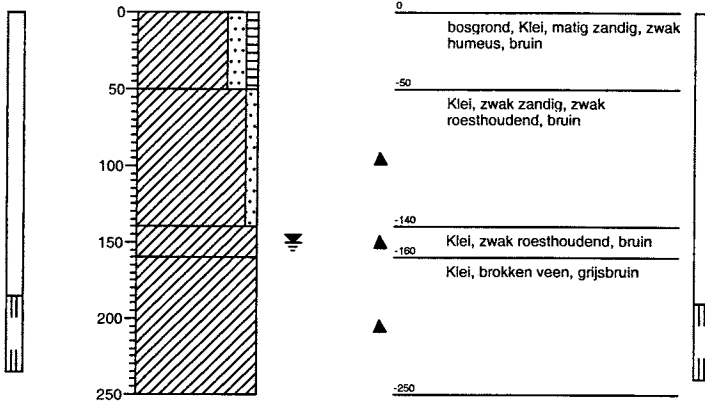 0
50
100
150
200
250
0
bosgrond, Klei, matig zandig, zwak
humeus, bruin
-50
Klei, zwak zandig, zwak
roesthoudend, bruin
-140
Klei, zwak roesthoudend, bruin
-160
Klei, brokken veen, grijsbruin
-250